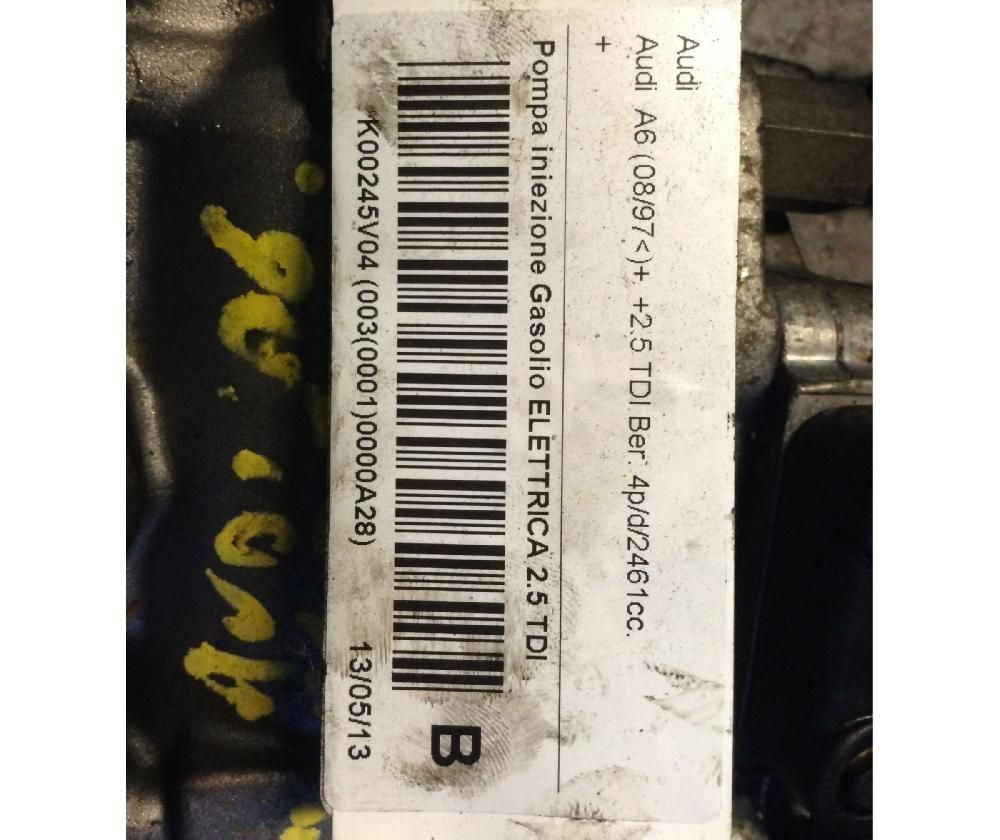 Audi
Audi A6 (08/97<)+ +2.5 TDI Ber. 4p/d/2461cc.
+
Pompa iniezione Gasolio ELETTRICA 2.5 TDI
K00245V04 (003(0001)0000A28) 13/05/13
B